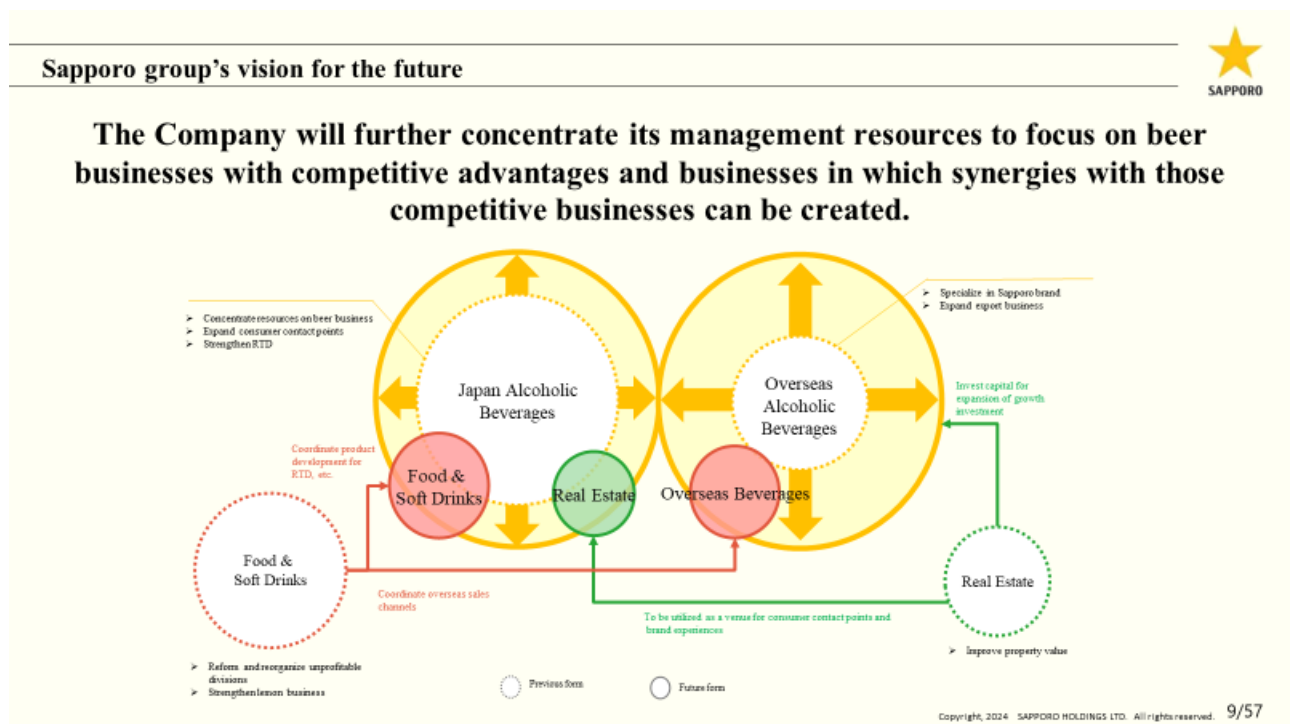 Sapporo group's vision for the future
SAPPORO
The Company will further concentrate its management resources to focus on beer
businesses with competitive advantages and businesses in which synergies with those
competitive businesses can be created.
➢ Concentrate resources on beer business
➢ Expand consumer contact points
➢ Strengthen RTD
➢ Specialize in Sapporo brand
➢ Expand export business
Japan Alcoholic
Beverages
Overseas
Alcoholic
Beverages
Invest capital for
expansion of growth
investment
Coordinate product
development for
RTD, etc.
Food &
Soft Drinks
Real Estate
Overseas Beverages
Food &
Soft Drinks
Real Estate
Coordinate overseas sales
channels
To be utilized as a venue for consumer contact points and
brand experiences
➢ Improve property value
➢ Reform and reorganize unprofitable
divisions
➢ Strengthen lemon business
Previous form
Future form
Copyright, 2024 SAPPORO HOLDINGS LTD. All rights reserved.
9/57